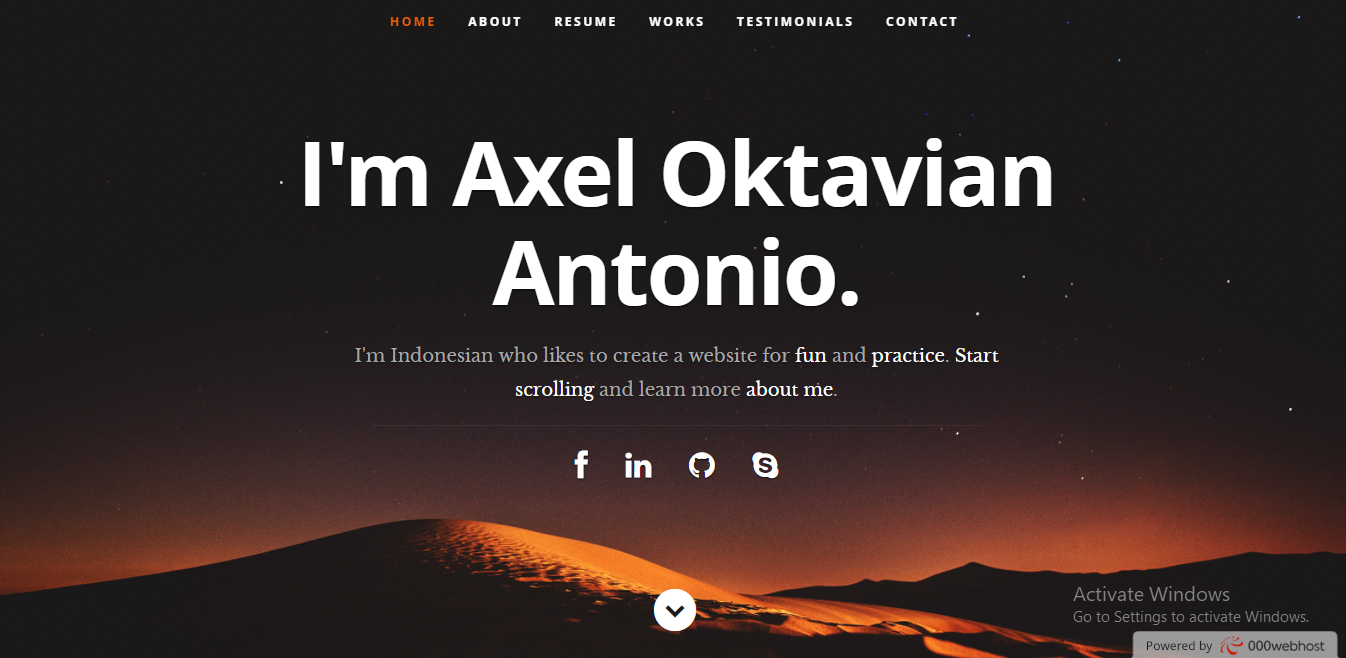 HOME ABOUT RESUME WORKS TESTIMONIALS CONTACT
I'm Axel Oktavian
Antonio.
I'm Indonesian who likes to create a website for fun and practice. Start
scrolling and learn more about me.
Activate Windows
Go to Settings to activate Windows.
Powered by 000webhost